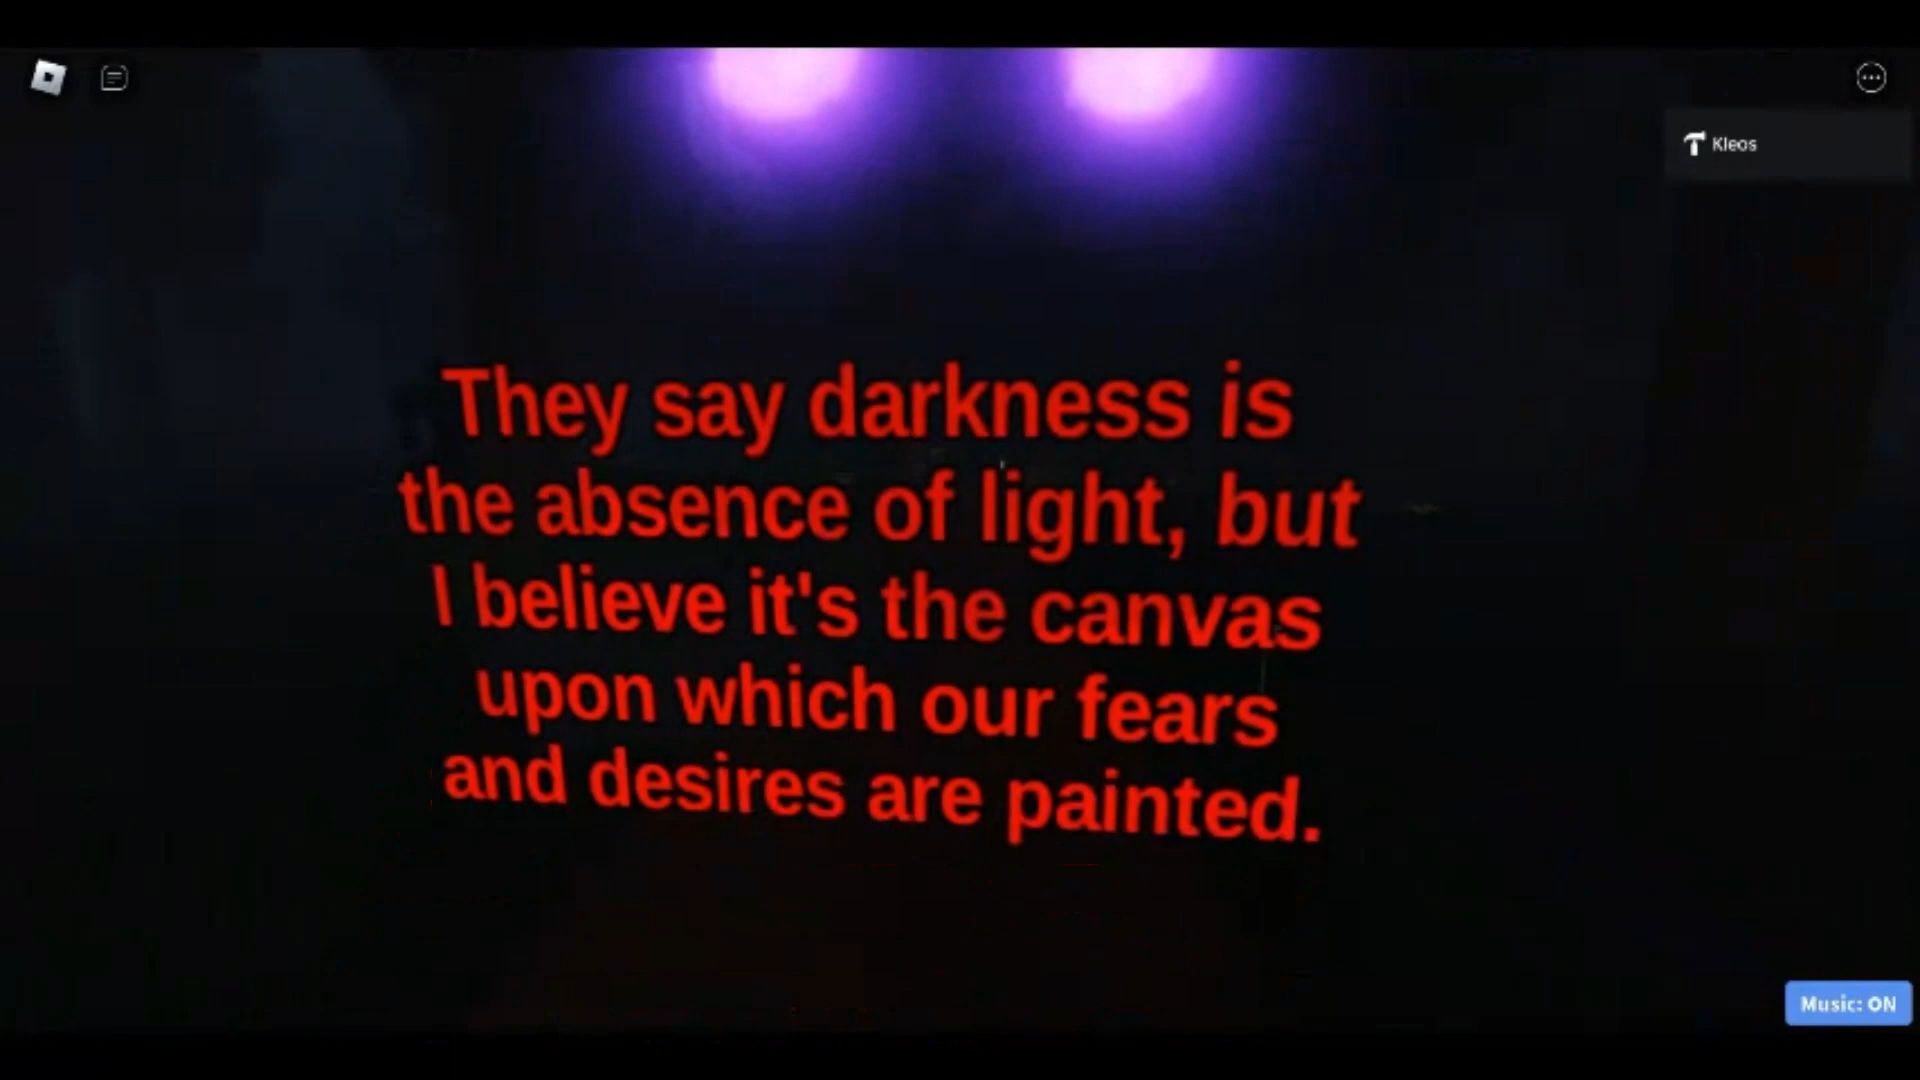 Kleos
They say darkness is
the absence of light, but
I believe it's the canvas
upon which our fears
and desires are painted.
Music: ON